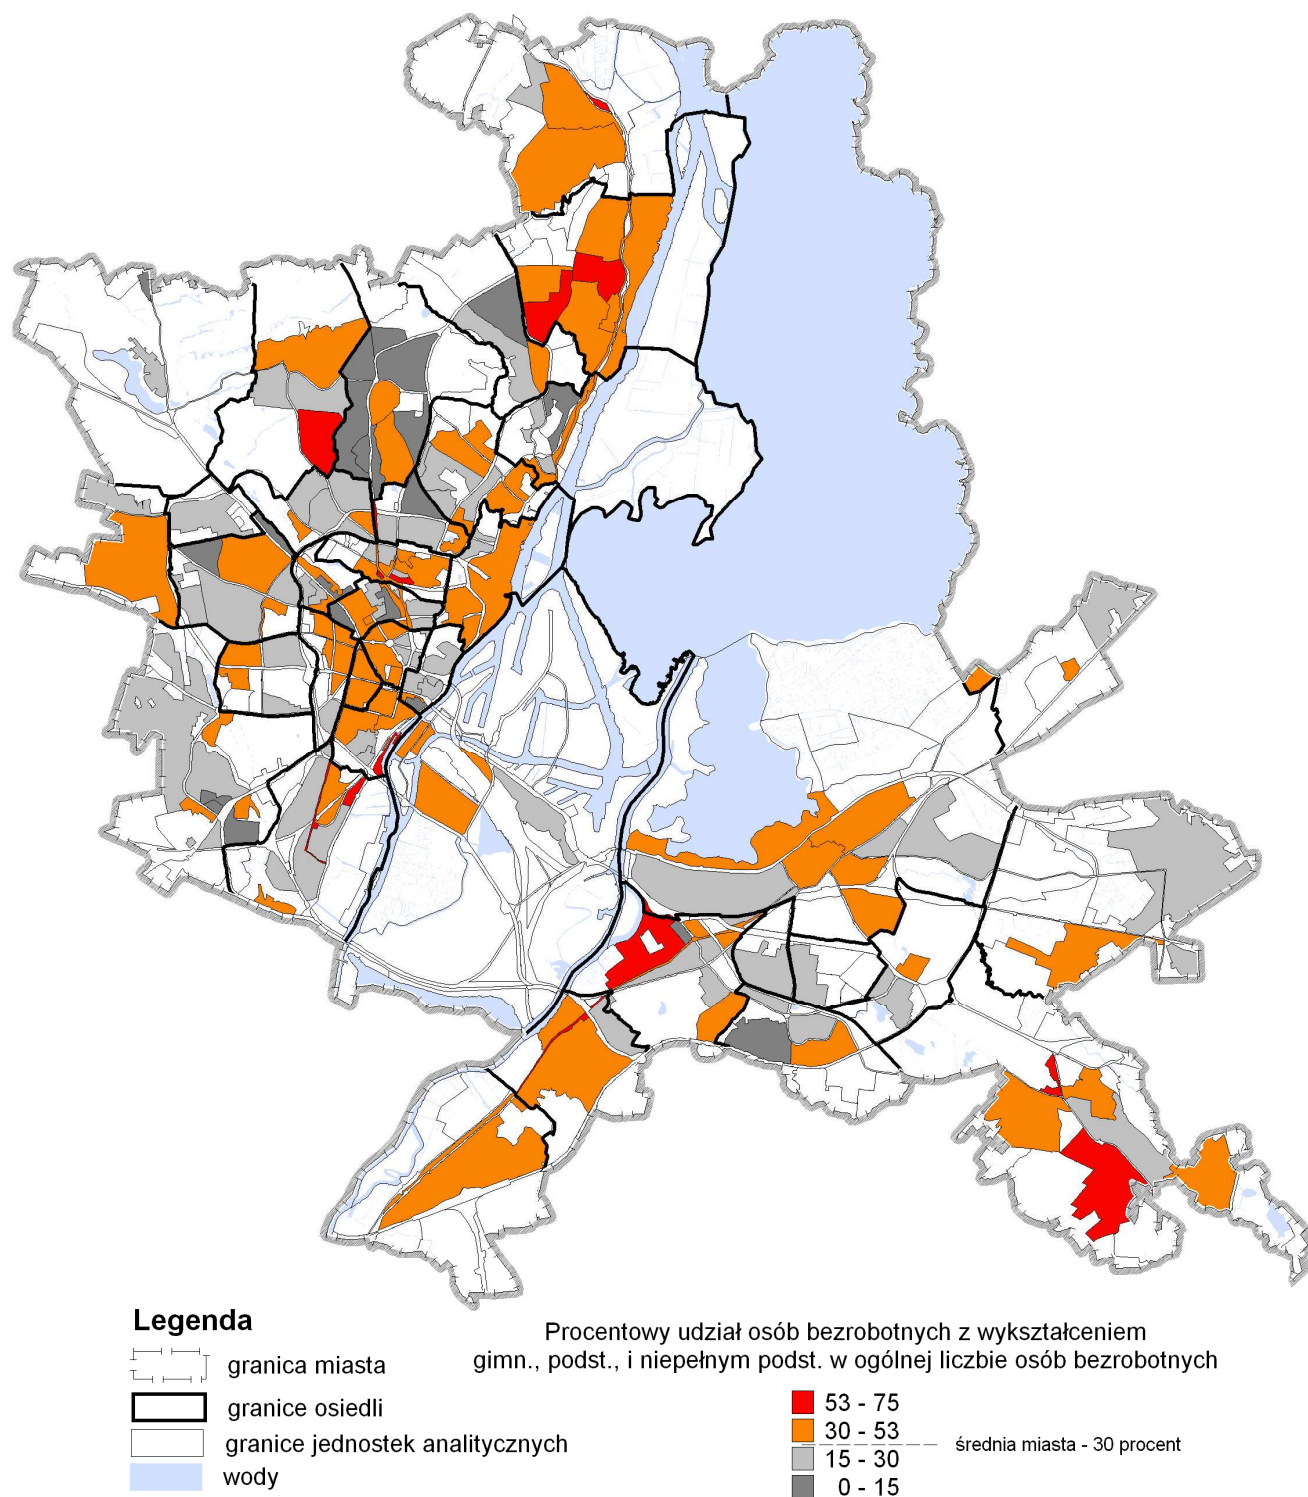 Legenda
granica miasta
granice osiedli
granice jednostek analitycznych
wody
Procentowy udział osób bezrobotnych z wykształceniem
gimn., podst., i niepełnym podst. w ogólnej liczbie osób bezrobotnych
53 - 75
30 - 53
średnia miasta - 30 procent
15 - 30
0 - 15